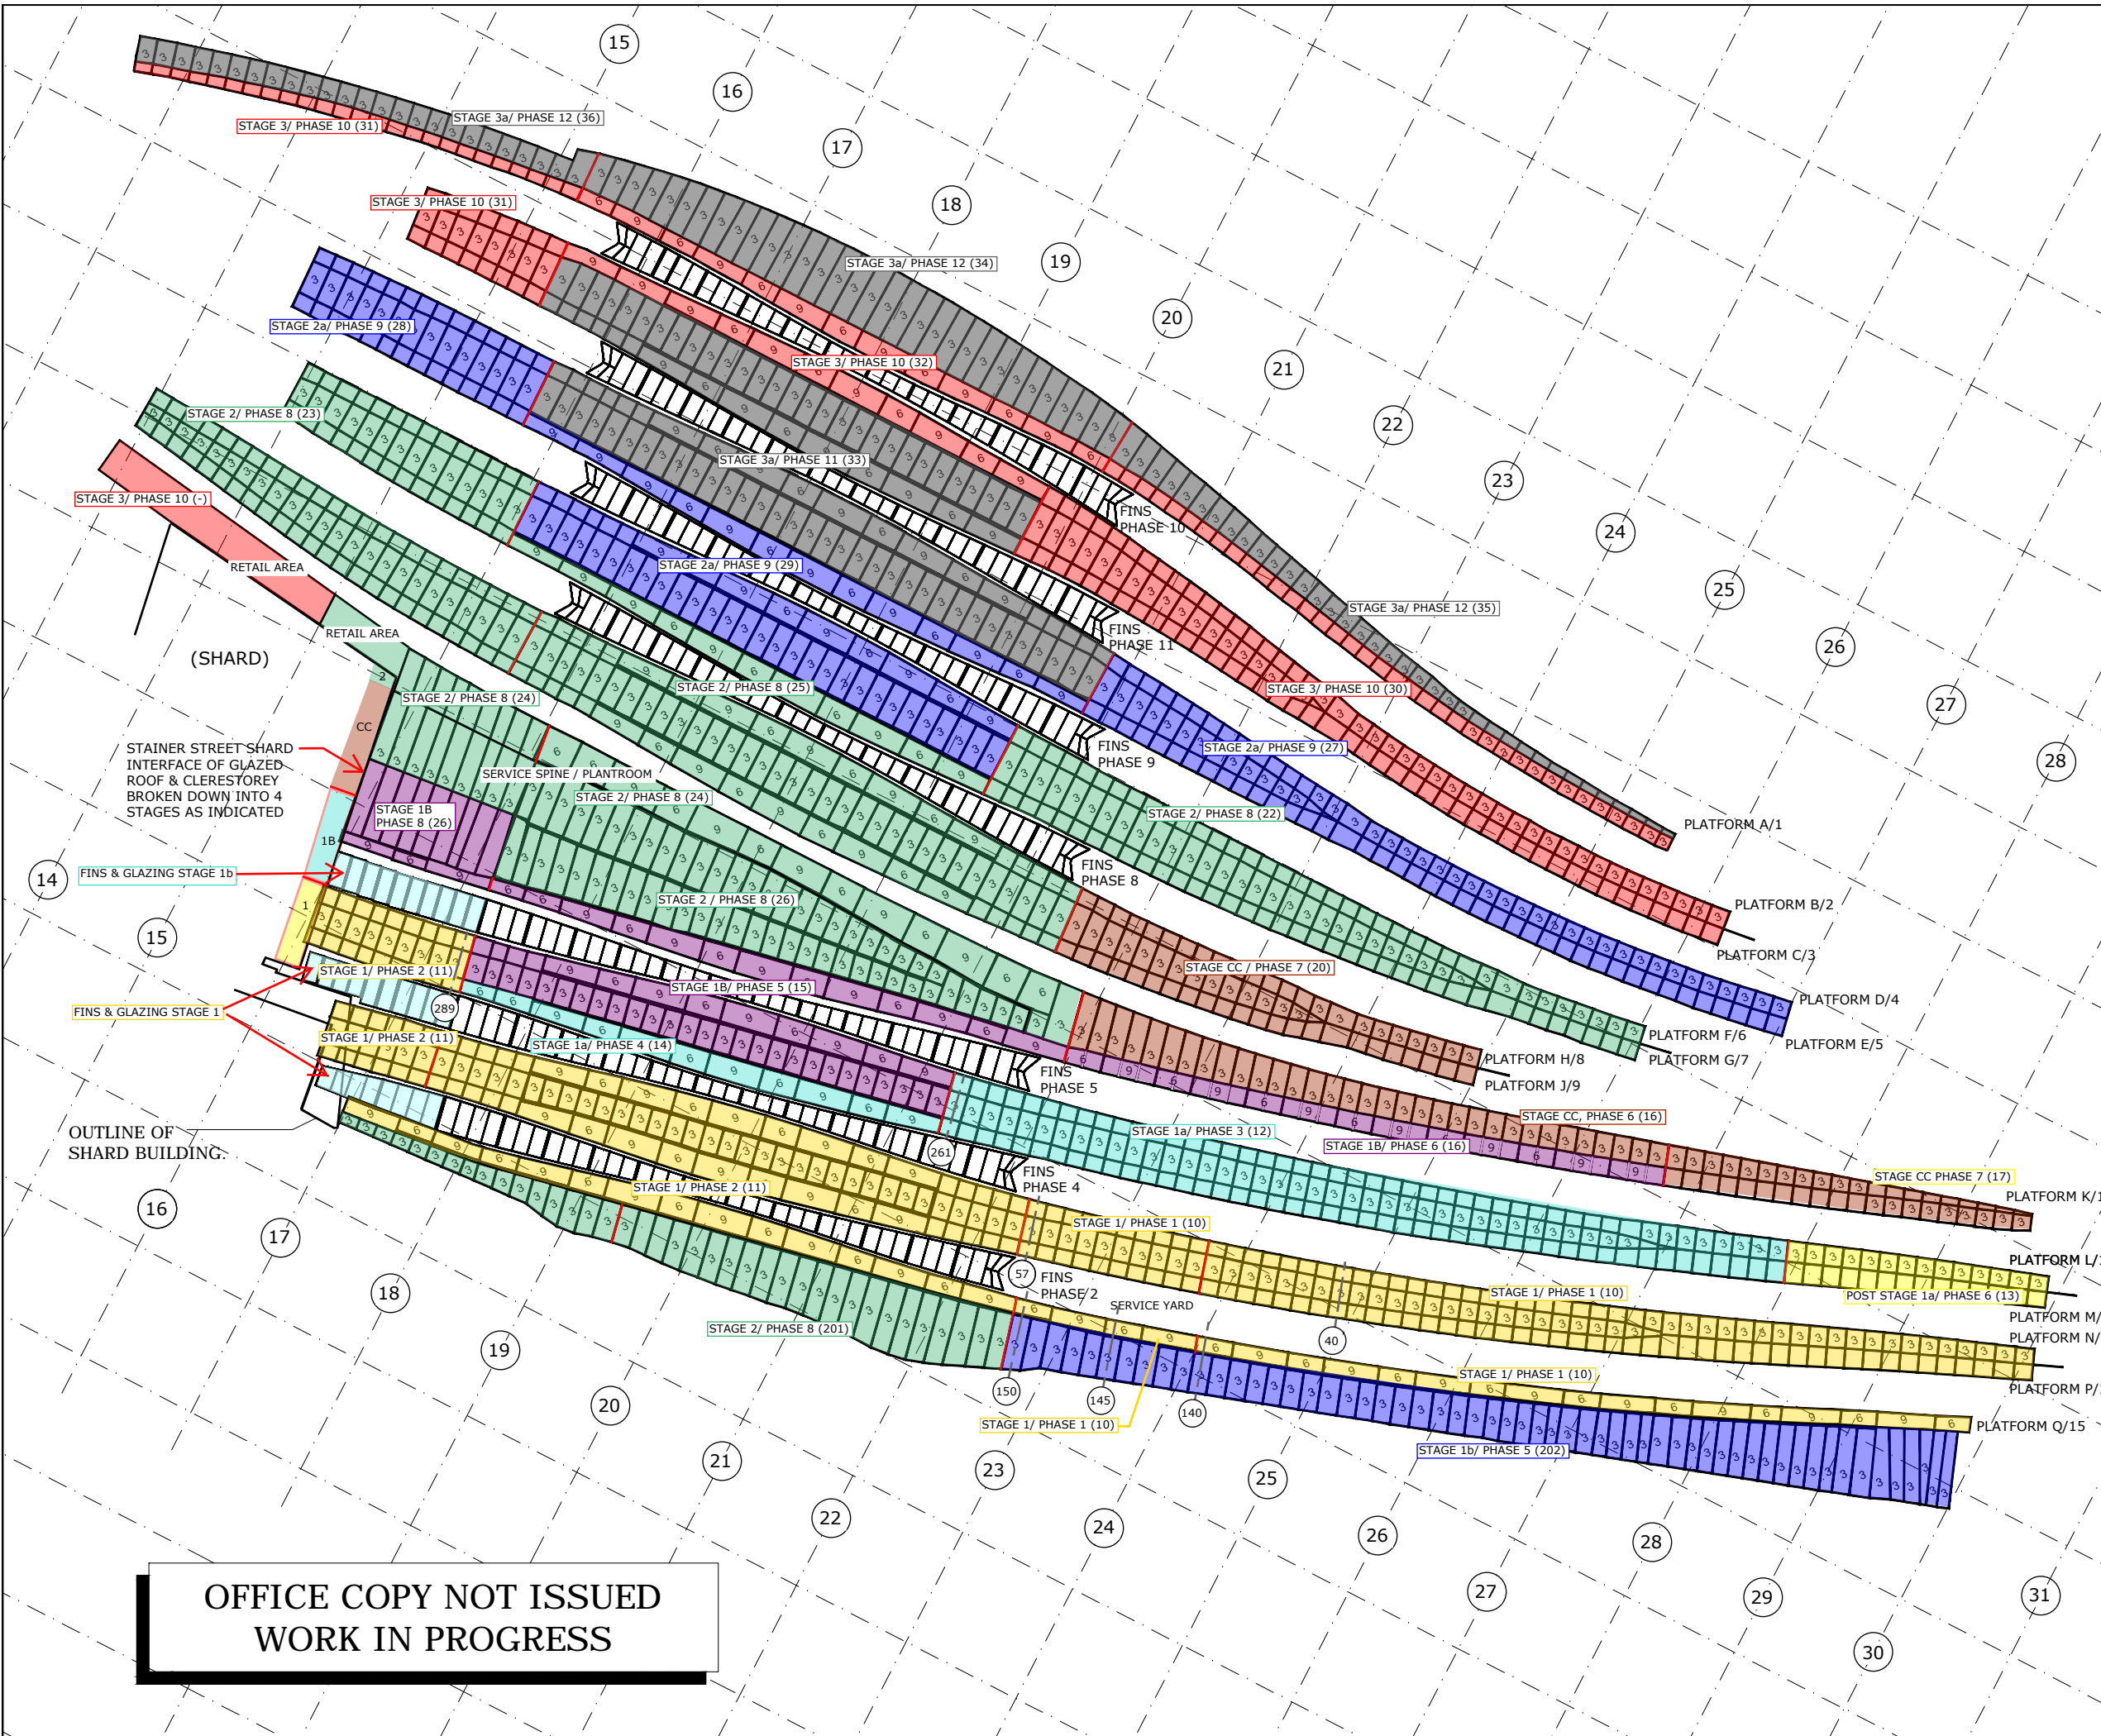 15
16
17
18
19
20
21
22
23
24
25
26
27
28
STAGE 3/ PHASE 10 (31)
STAGE 3a/ PHASE 12 (36)
STAGE 3/ PHASE 10 (31)
STAGE 3a/ PHASE 12 (34)
STAGE 2a/ PHASE 9 (28)
STAGE 3/ PHASE 10 (32)
STAGE 2/ PHASE 8 (23)
STAGE 3a/ PHASE 11 (33)
STAGE 3/ PHASE 10 (-)
FINS
PHASE 10
RETAIL AREA
STAGE 2a/ PHASE 9 (29)
STAGE 3a/ PHASE 12 (35)
RETAIL AREA
FINS
PHASE 11
(SHARD)
STAGE 2/ PHASE 8 (24)
STAGE 2/ PHASE 8 (25)
STAGE 3/ PHASE 10 (30)
2
CC
1B
1
STAINER STREET SHARD
INTERFACE OF GLAZED
ROOF & CLERESTOREY
BROKEN DOWN INTO 4
STAGES AS INDICATED
FINS
PHASE 9
STAGE 2a/ PHASE 9 (27)
SERVICE SPINE / PLANTROOM
STAGE 2/ PHASE 8 (24)
STAGE 1B
PHASE 8 (26)
STAGE 2/ PHASE 8 (22)
PLATFORM A/1
FINS & GLAZING STAGE 1b
FINS
PHASE 8
14
15
STAGE 2 / PHASE 8 (26)
PLATFORM B/2
PLATFORM C/3
STAGE 1/ PHASE 2 (11)
STAGE CC / PHASE 7 (20)
STAGE 1B/ PHASE 5 (15)
PLATFORM D/4
289
FINS & GLAZING STAGE 1
STAGE 1/ PHASE 2 (11)
STAGE 1a/ PHASE 4 (14)
PLATFORM F/6
PLATFORM E/5
PLATFORM H/8
PLATFORM G/7
PLATFORM J/9
FINS
PHASE 5
STAGE CC, PHASE 6 (16)
OUTLINE OF
SHARD BUILDING.
STAGE 1a/ PHASE 3 (12)
STAGE 1B/ PHASE 6 (16)
261
FINS
PHASE 4
STAGE CC PHASE 7 (17)
STAGE 1/ PHASE 2 (11)
PLATFORM K/1
16
17
STAGE 1/ PHASE 1 (10)
PLATFORM L/1
57
FINS
PHASE 2
SERVICE YARD
STAGE 1/ PHASE 1 (10)
POST STAGE 1a/ PHASE 6 (13)
18
PLATFORM M/
STAGE 2/ PHASE 8 (201)
40
PLATFORM N/
19
STAGE 1/ PHASE 1 (10)
PLATFORM P/
150
145
140
20
STAGE 1/ PHASE 1 (10)
PLATFORM Q/15
STAGE 1b/ PHASE 5 (202)
21
23
25
22
24
26
28
27
29
31
30
OFFICE COPY NOT ISSUED
WORK IN PROGRESS